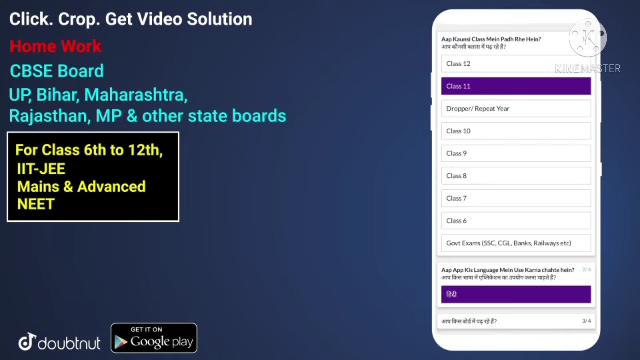 Click. Crop. Get Video Solution
Home Work
CBSE Board
UP, Bihar, Maharashtra,
Rajasthan, MP & other state boards
For Class 6th to 12th,
IIT-JEE
Mains & Advanced
NEET
doubtnut
GET IT ON
Google play
Aap Kaunsi Class Mein Padh Rhe Hein?
आप कौनसी क्लास में पढ़ रहे हैं?
Class 12
Class 11
Dropper/ Repeat Year
Class 10
Class 9
Class 8
Class 7
Class 6
Govt Exams (SSC, CGL, Banks, Railways etc)
Aap App Kis Language Mein Use Karna chahte hein?
आप किस भाषा में एप्लिकेशन का उपयोग करना चाहते हैं?
हिंदी
आप किस बोर्ड में पढ़ रहे हैं?
3/4
KINEMASTER